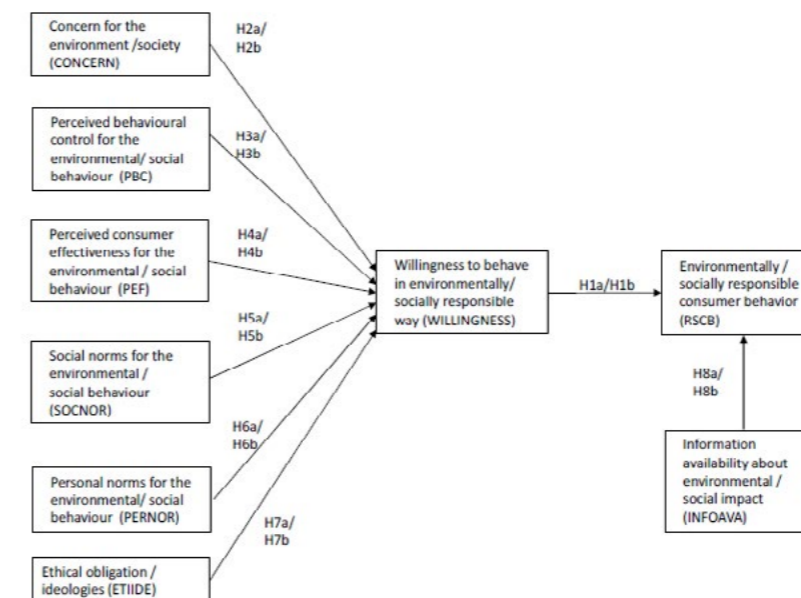 Concern for the
environment /society
(CONCERN)
H2a/
H2b
Perceived behavioural
control for the
environmental/ social
behaviour (PBC)
H3a/
H3b
Perceived consumer
effectiveness for the
environmental / social
behaviour (PEF)
H4a/
H4b
Willingness to behave
in environmentally/
socially responsible
way (WILLINGNESS)
H1a/H1b
Environmentally /
socially responsible
consumer behavior
(RSCB)
Social norms for the
environmental /
social behaviour
(SOCNOR)
H5a/
H5b
H8a/
H8b
Personal norms for the
environmental/ social
behaviour (PERNOR)
H6a/
H6b
Information
availability about
environmental /
social impact
(INFOAVA)
H7a/
H7b
Ethical obligation /
ideologies (ETIIDE)